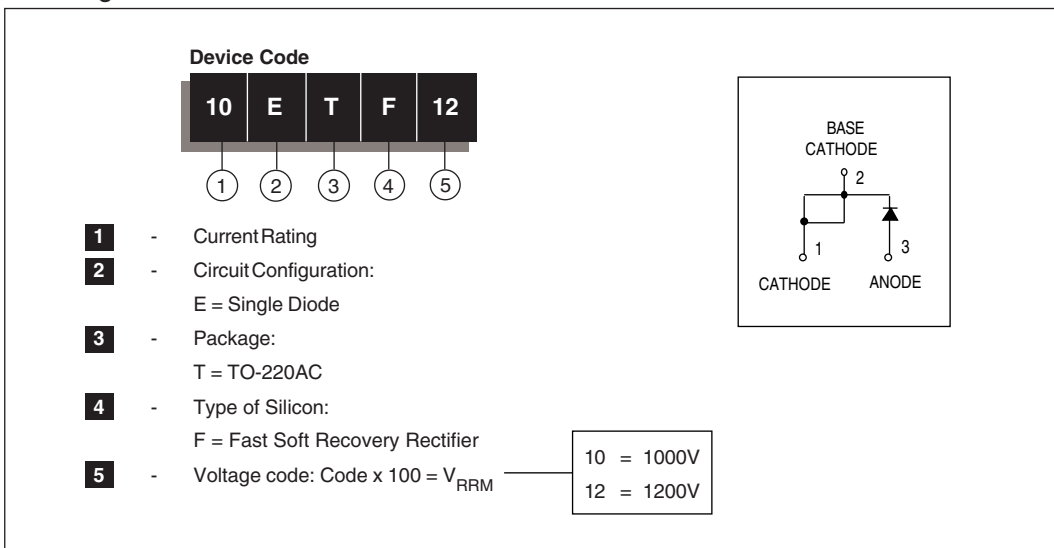 Device Code
10 E T F 12
1 2 3 4 5
1 - Current Rating
2 - Circuit Configuration:
E = Single Diode
3 - Package:
T = TO-220AC
4 - Type of Silicon:
F = Fast Soft Recovery Rectifier
5 - Voltage code: Code x 100 = VRRM
10 = 1000V
12 = 1200V
BASE
CATHODE
2
1 3
CATHODE ANODE